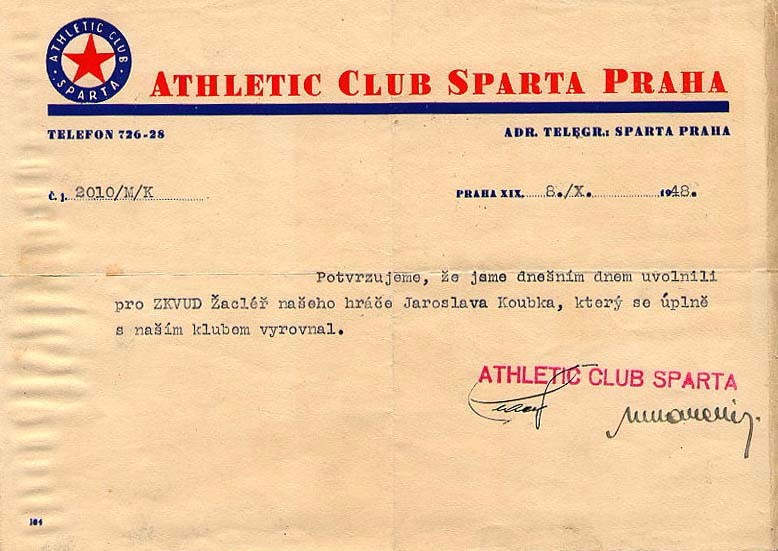 ATHLETIC CLUB
· SPARTA ·
ATHLETIC CLUB SPARTA PRAHA
TELEFON 726-28
ADR. TELEGR.: SPARTA PRAHA
Č. j. 2010/M/K
PRAHA XIX. 8./X. 1948.
Potvrzujeme, že jsme dnešním dnem uvolnili
pro ZKVUD Žacléř našeho hráče Jaroslava Koubka, který se úplně
s naším klubem vyrovnal.
ATHLETIC CLUB SPARTA
104